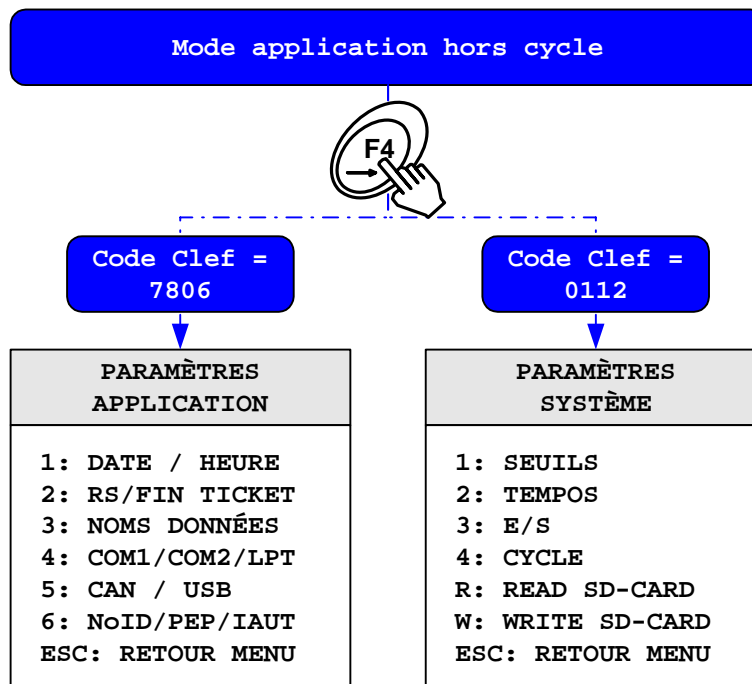 Mode application hors cycle
F4
Code Clef =
7806
Code Clef =
0112
PARAMÈTRES
APPLICATION
1: DATE / HEURE
2: RS/FIN TICKET
3: NOMS DONNÉES
4: COM1/COM2/LPT
5: CAN / USB
6: NoID/PEP/IAUT
ESC: RETOUR MENU
PARAMÈTRES
SYSTÈME
1: SEUILS
2: TEMPOS
3: E/S
4: CYCLE
R: READ SD-CARD
W: WRITE SD-CARD
ESC: RETOUR MENU